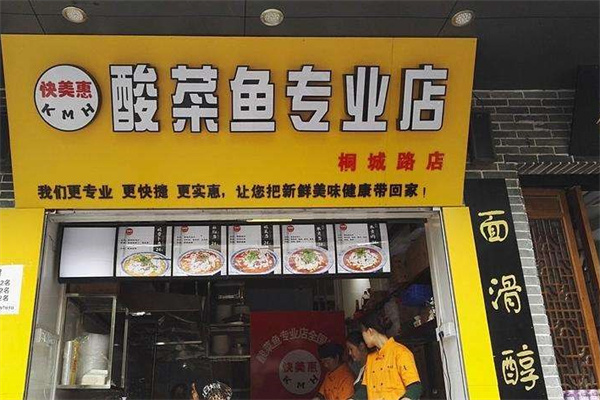 快美惠
KMH
酸菜鱼专业店
桐城路店
我们更专业 更快捷 更实惠，让您把新鲜美味健康带回家！
面滑醇
酸菜鱼专业店全国
快美惠
KMH